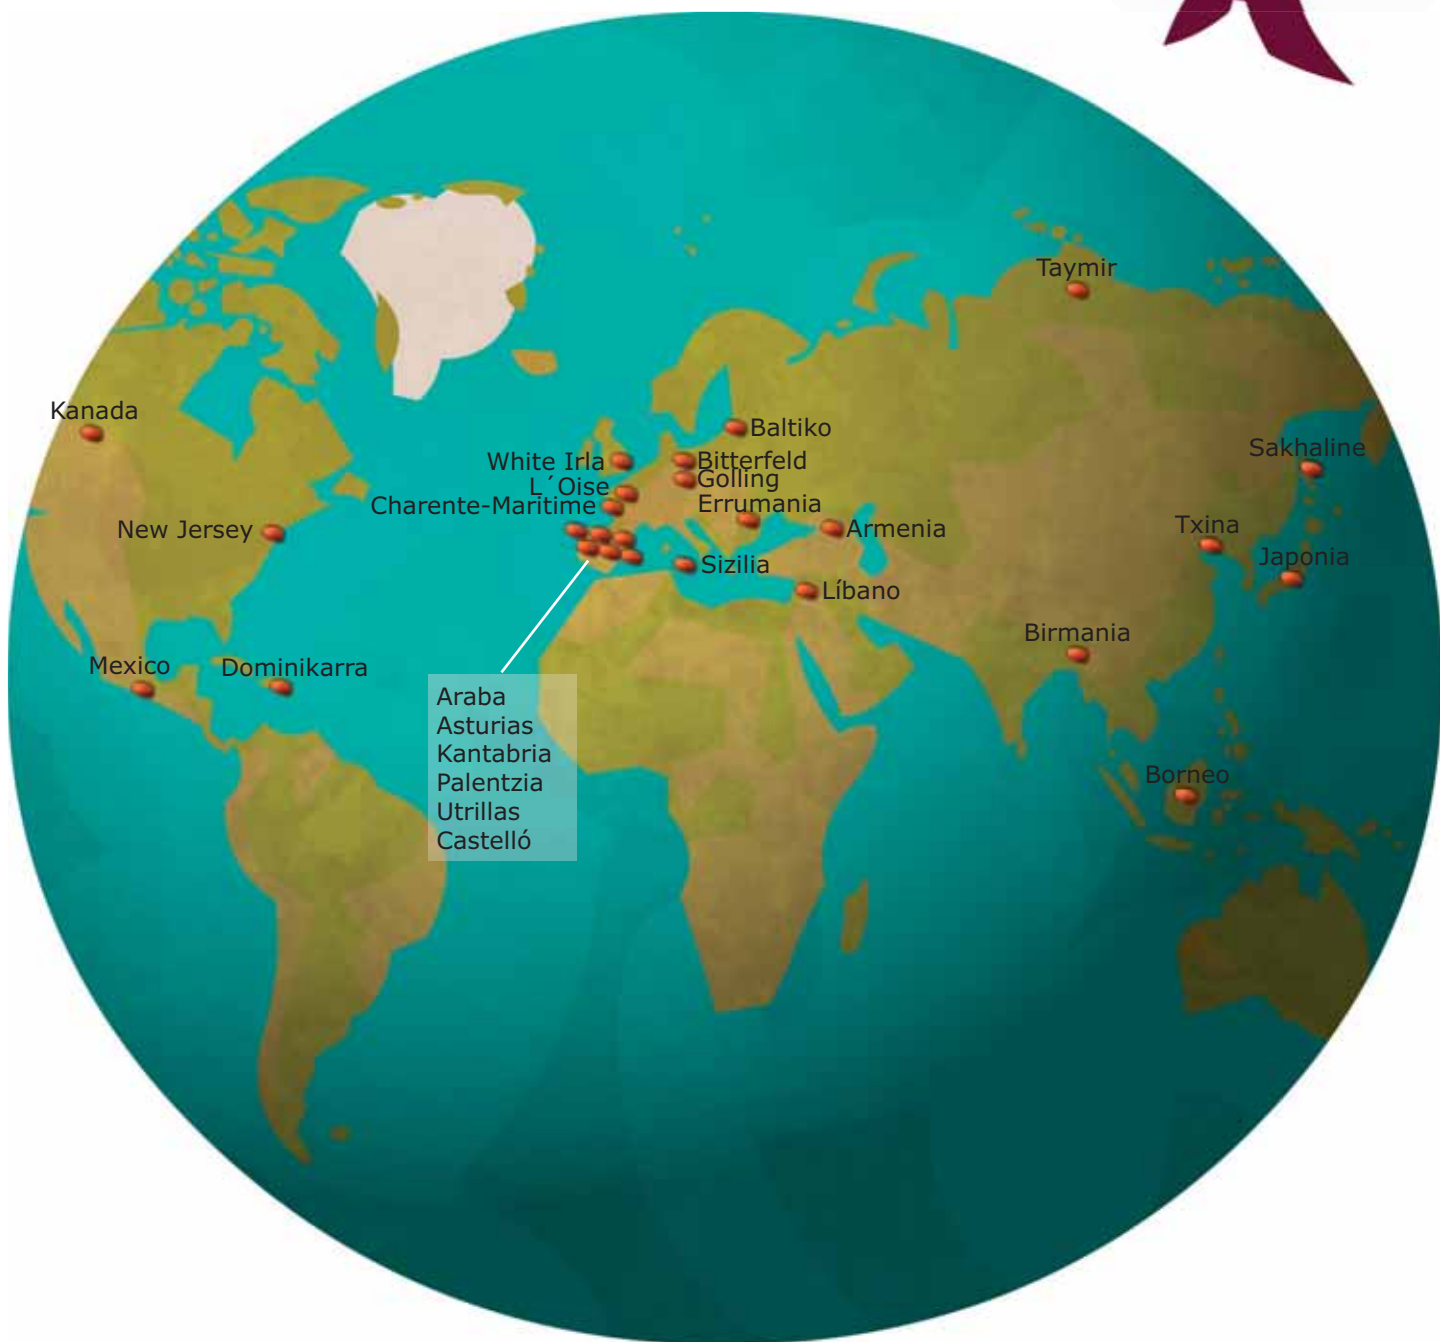 Taymir
Kanada
Baltiko
Sakhaline
White Irla
Bitterfeld
Golling
L´Oise
Charente-Maritime
Errumania
New Jersey
Armenia
Txina
Japonia
Sizilia
Líbano
Birmania
Mexico
Dominikarra
Araba
Asturias
Kantabria
Palentzia
Utrillas
Castelló
Borneo